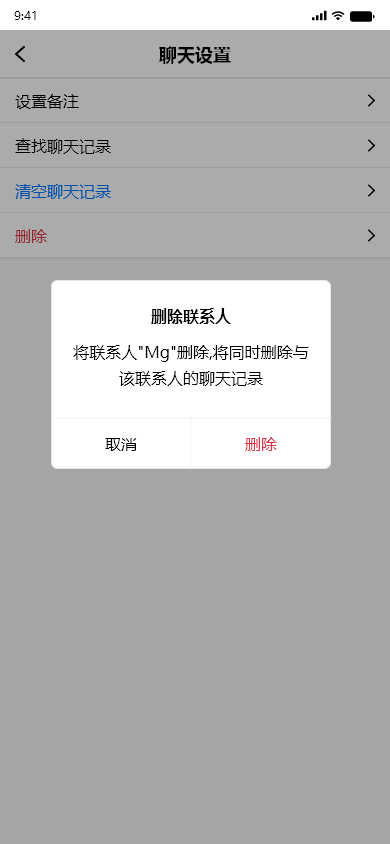 9:41
聊天设置
设置备注
查找聊天记录
清空聊天记录
删除
删除联系人
将联系人"Mg"删除,将同时删除与
该联系人的聊天记录
取消
删除